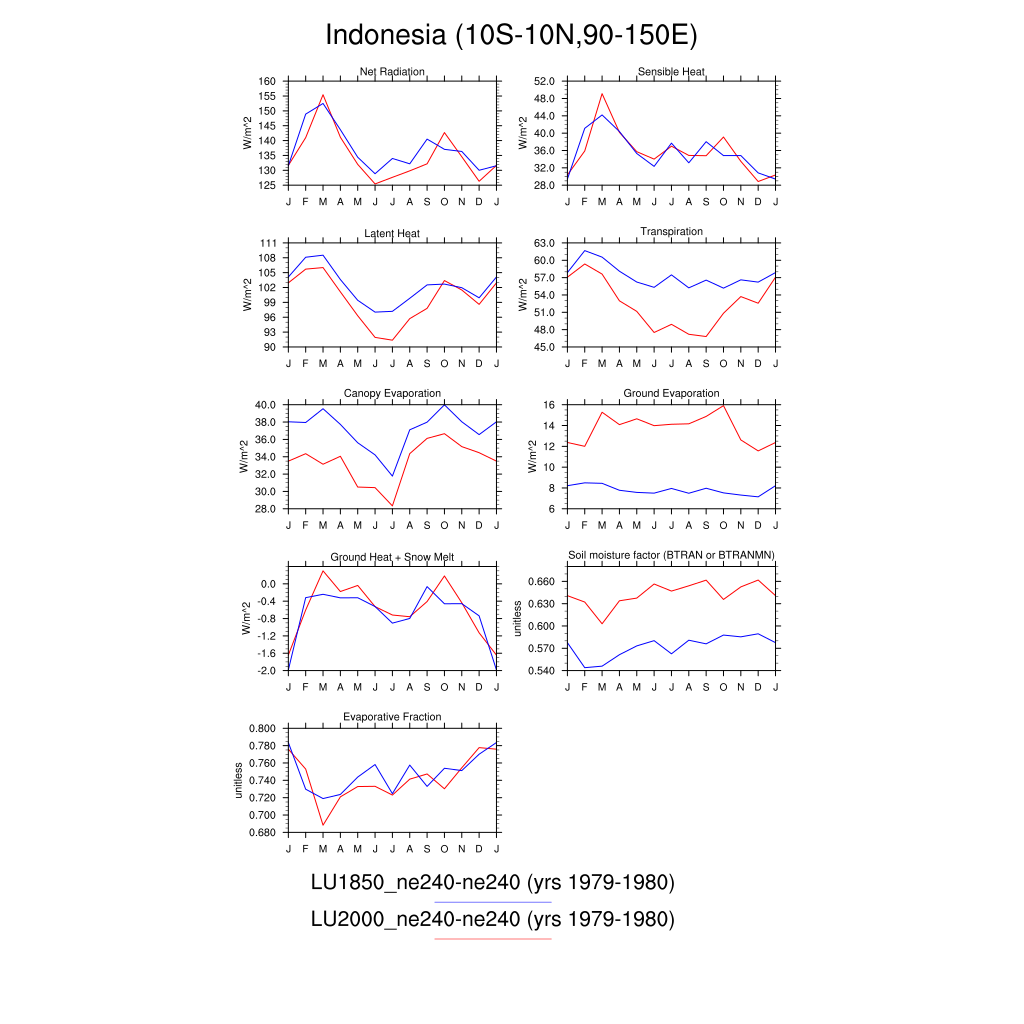 Indonesia (10S-10N,90-150E)
Net Radiation
W/m^2
160
155
150
145
140
135
130
125
J F M A M J J A S O N D J
Sensible Heat
W/m^2
52.0
48.0
44.0
40.0
36.0
32.0
28.0
J F M A M J J A S O N D J
Latent Heat
W/m^2
111
108
105
102
99
96
93
90
J F M A M J J A S O N D J
Transpiration
W/m^2
63.0
60.0
57.0
54.0
51.0
48.0
45.0
J F M A M J J A S O N D J
Canopy Evaporation
W/m^2
40.0
38.0
36.0
34.0
32.0
30.0
28.0
J F M A M J J A S O N D J
Ground Evaporation
W/m^2
16
14
12
10
8
6
J F M A M J J A S O N D J
Ground Heat + Snow Melt
W/m^2
0.0
-0.4
-0.8
-1.2
-1.6
-2.0
J F M A M J J A S O N D J
Soil moisture factor (BTRAN or BTRANMN)
unitless
0.660
0.630
0.600
0.570
0.540
J F M A M J J A S O N D J
Evaporative Fraction
unitless
0.800
0.780
0.760
0.740
0.720
0.700
0.680
J F M A M J J A S O N D J
LU1850_ne240-ne240 (yrs 1979-1980)
LU2000_ne240-ne240 (yrs 1979-1980)